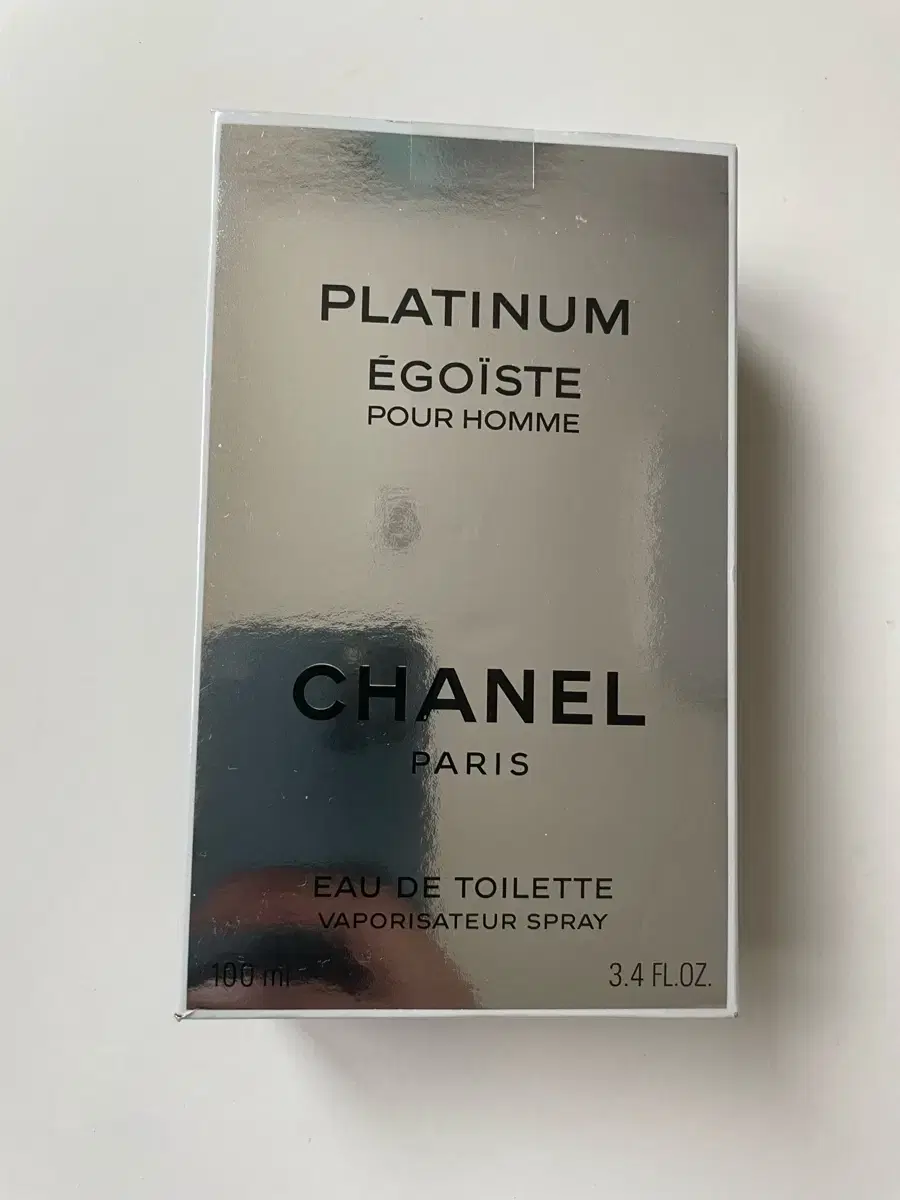 PLATINUM
ÉGOÏSTE
POUR HOMME
CHANEL
PARIS
EAU DE TOILETTE
VAPORISATEUR SPRAY
100 ml 3.4 FL.OZ.